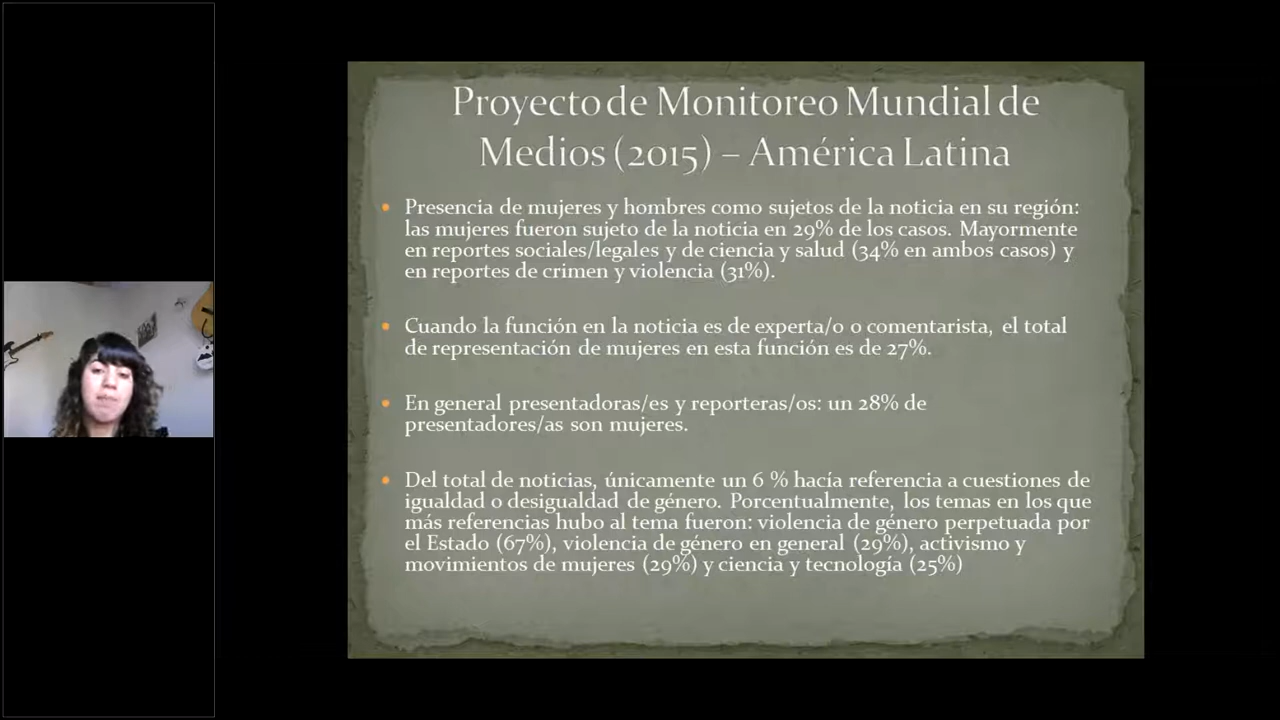 Proyecto de Monitoreo Mundial de
Medios (2015) – América Latina
Presencia de mujeres y hombres como sujetos de la noticia en su región:
las mujeres fueron sujeto de la noticia en 29% de los casos. Mayormente
en reportes sociales/legales y de ciencia y salud (34% en ambos casos) y
en reportes de crimen y violencia (31%).
Cuando la función en la noticia es de experta/o o comentarista, el total
de representación de mujeres en esta función es de 27%.
En general presentadoras/es y reporteras/os: un 28% de
presentadores/as son mujeres.
Del total de noticias, únicamente un 6 % hacía referencia a cuestiones de
igualdad o desigualdad de género. Porcentualmente, los temas en los que
más referencias hubo al tema fueron: violencia de género perpetuada por
el Estado (67%), violencia de género en general (29%), activismo y
movimientos de mujeres (29%) y ciencia y tecnología (25%)